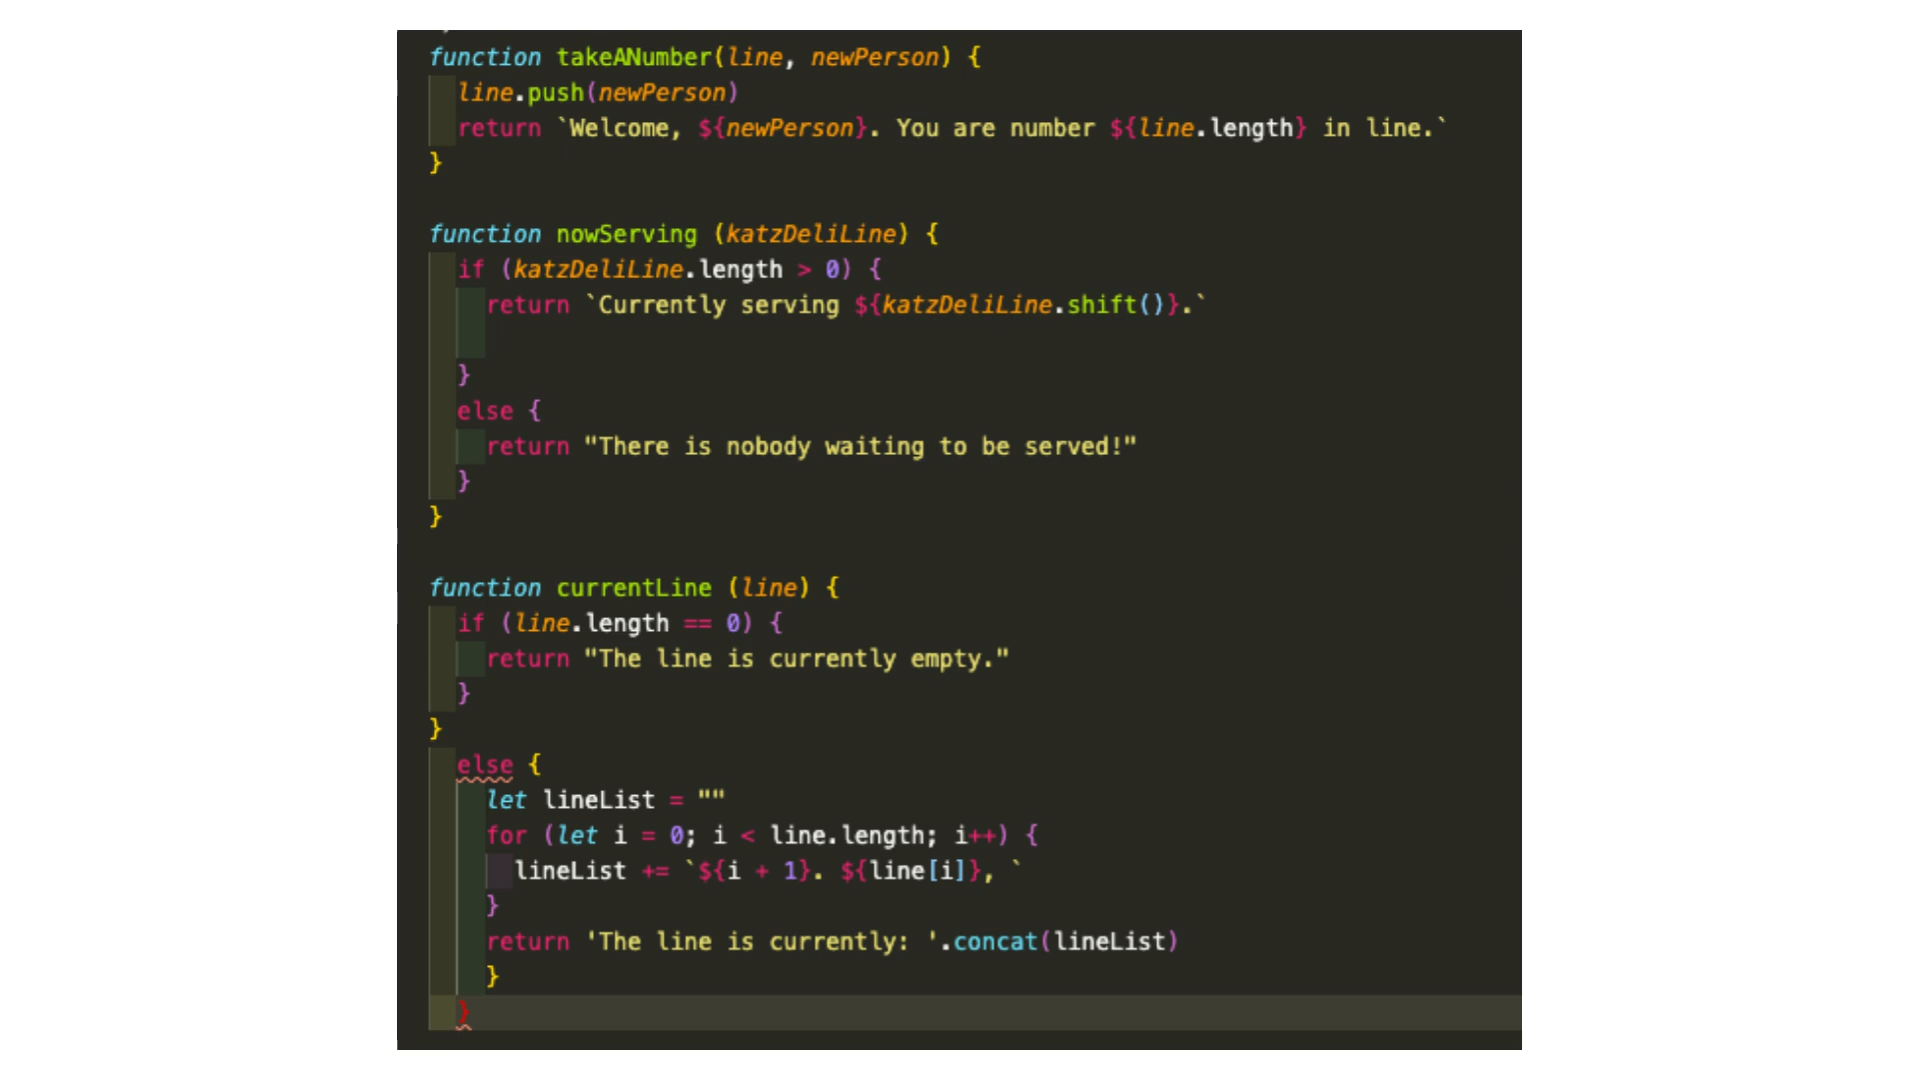 function takeANumber(line, newPerson) {
line.push(newPerson)
return `Welcome, ${newPerson}. You are number ${line.length} in line.`
}
function nowServing (katzDeliLine) {
if (katzDeliLine.length > 0) {
return `Currently serving ${katzDeliLine.shift()}.`
}
else {
return "There is nobody waiting to be served!"
}
}
function currentLine (line) {
if (line.length == 0) {
return "The line is currently empty."
}
}
else {
let lineList = ""
for (let i = 0; i < line.length; i++) {
lineList += `${i + 1}. ${line[i]}, `
}
return 'The line is currently: '.concat(lineList)
}
}